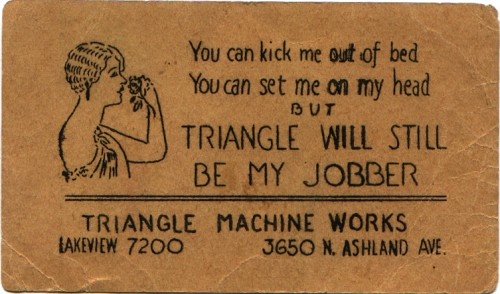 You can kick me out of bed
You can set me on my head
BUT
TRIANGLE WILL STILL
BE MY JOBBER
TRIANGLE MACHINE WORKS
LAKEVIEW 7200 3650 N. ASHLAND AVE.